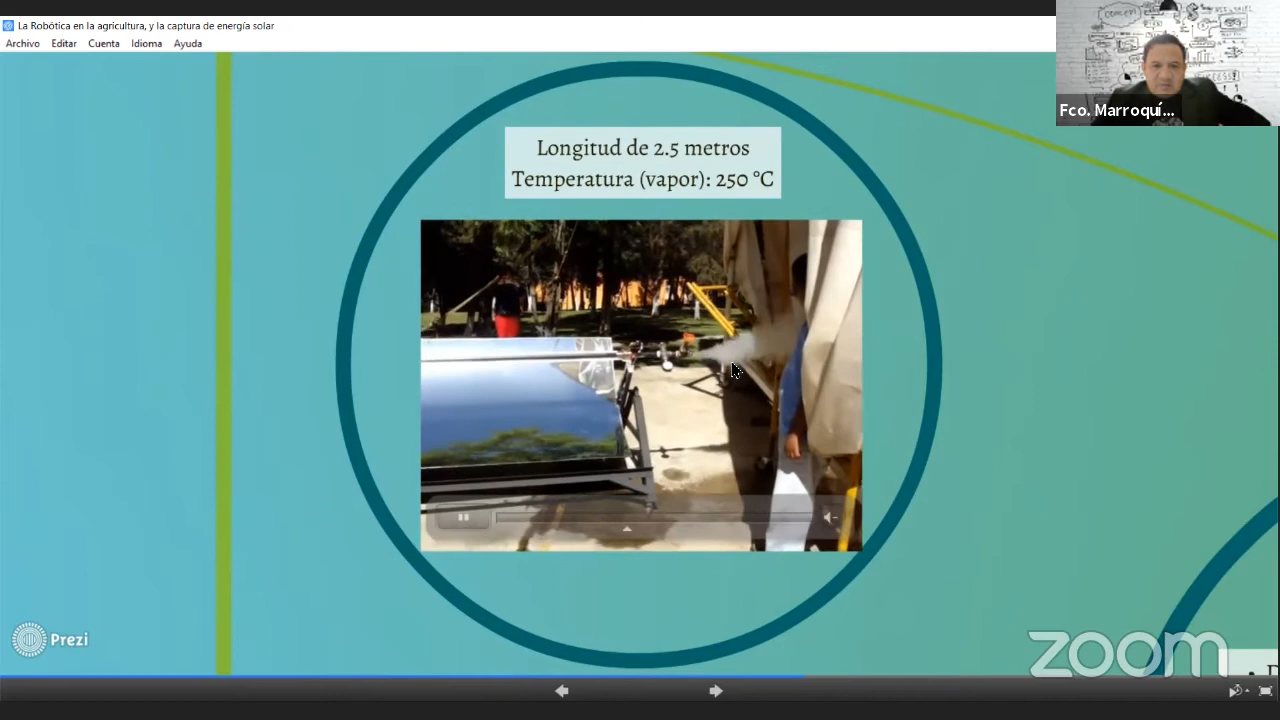 La Robótica en la agricultura, y la captura de energía solar
Archivo Editar Cuenta Idioma Ayuda
Fco. Marroquí...
Longitud de 2.5 metros
Temperatura (vapor): 250 °C
Prezi
zoom